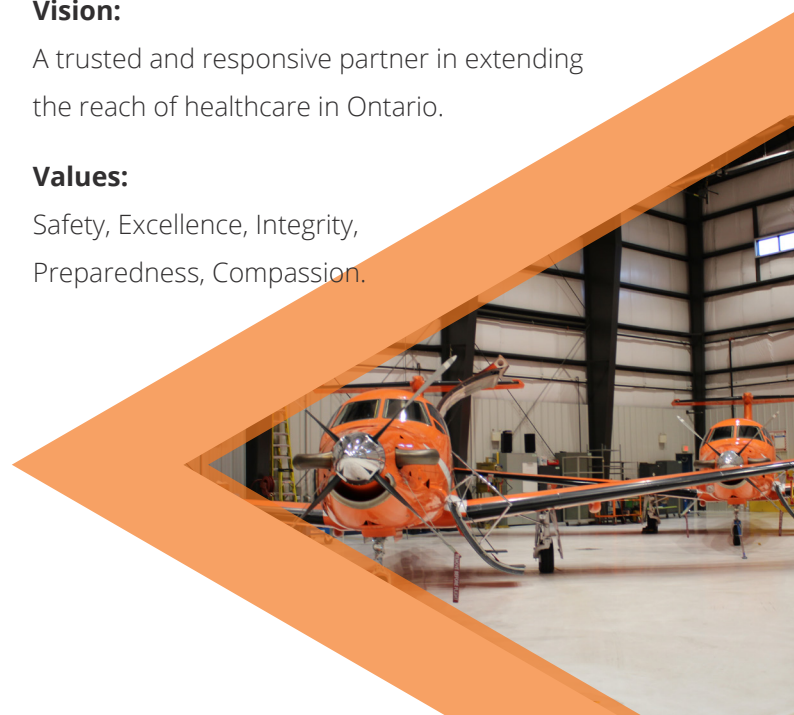 Vision:
A trusted and responsive partner in extending
the reach of healthcare in Ontario.
Values:
Safety, Excellence, Integrity,
Preparedness, Compassion.